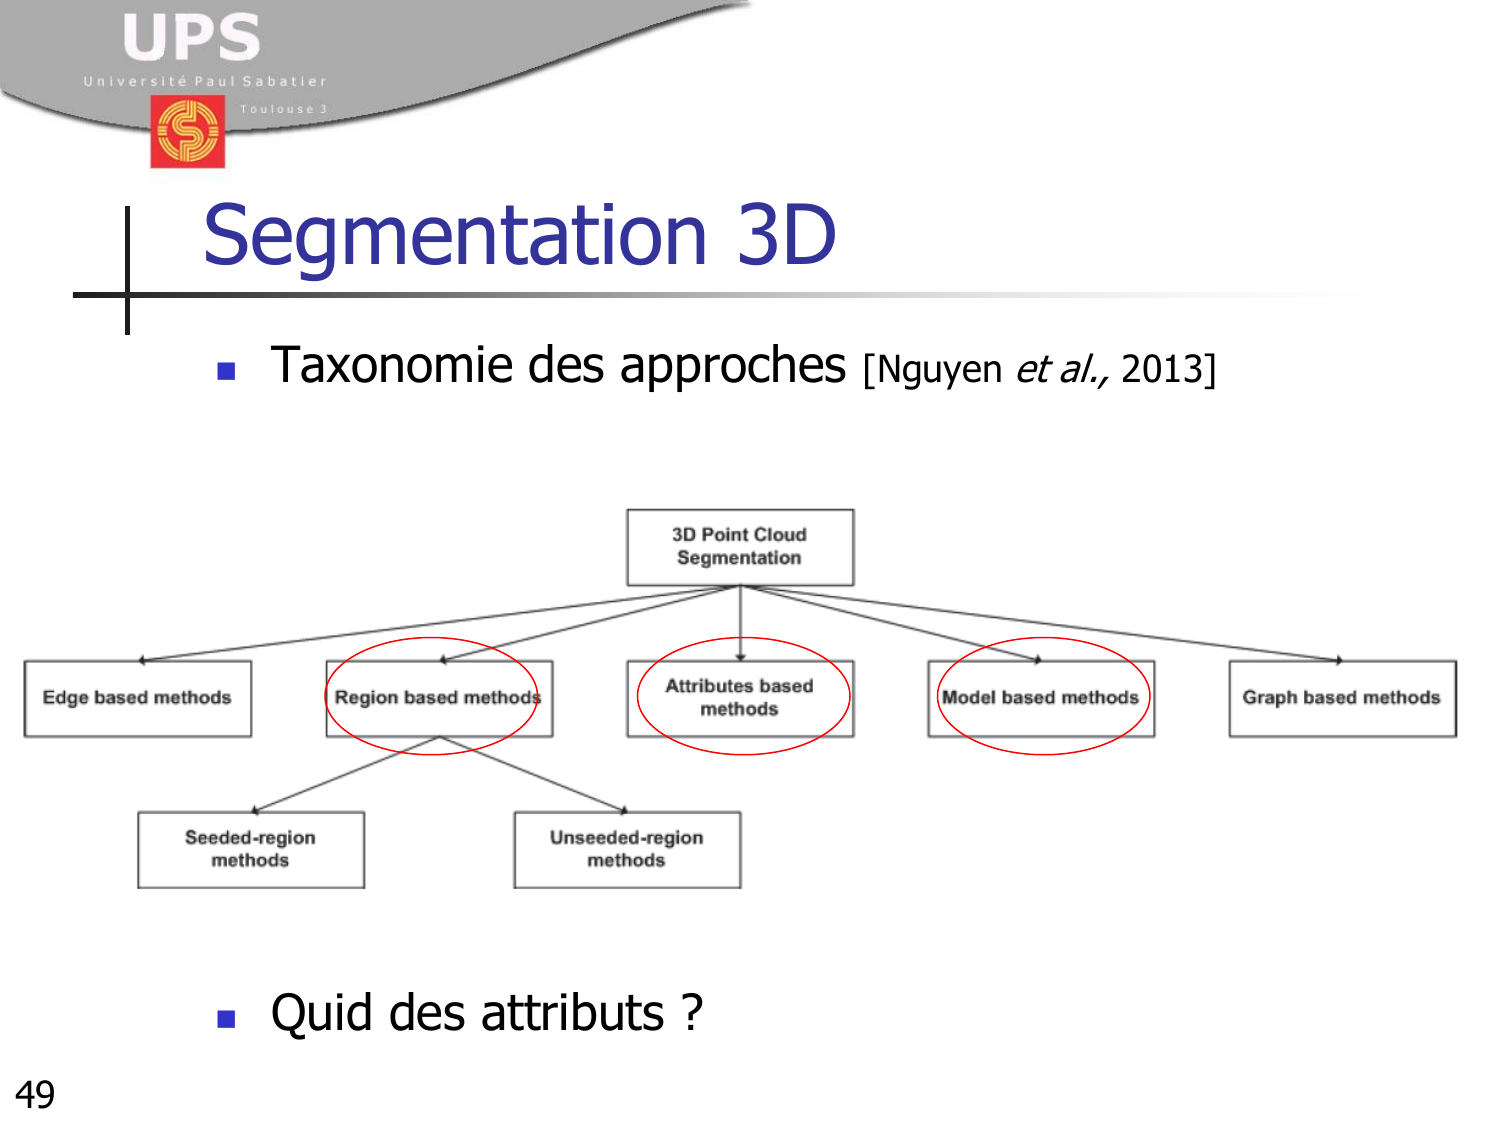 UPS
Université Paul Sabatier
Toulouse 3
Segmentation 3D
Taxonomie des approches [Nguyen et al., 2013]
3D Point Cloud
Segmentation
Edge based methods
Region based methods
Attributes based
methods
Model based methods
Graph based methods
Seeded-region
methods
Unseeded-region
methods
Quid des attributs ?
49